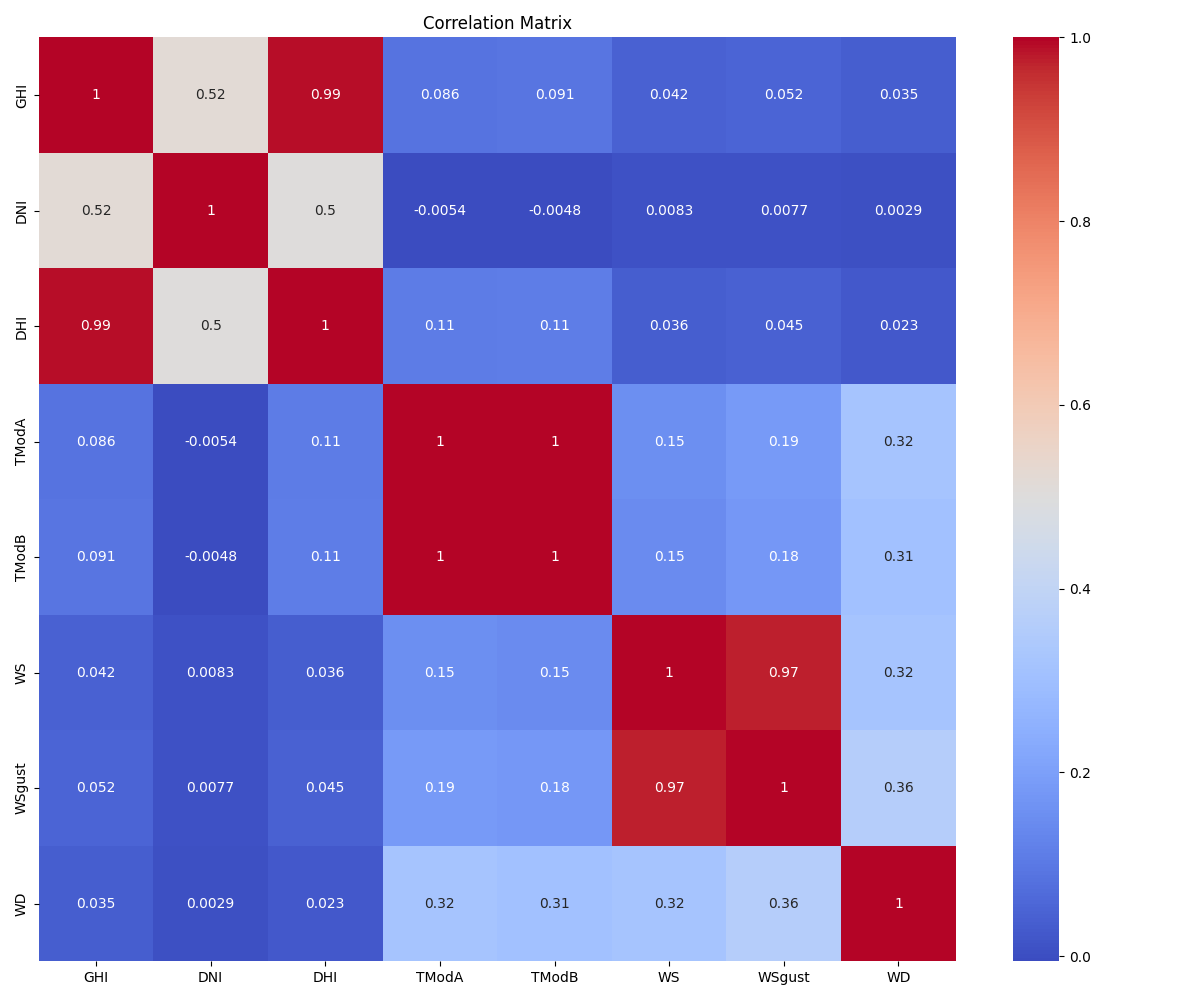 Correlation Matrix
GHI 1 0.52 0.99 0.086 0.091 0.042 0.052 0.035
DNI 0.52 1 0.5 -0.0054 -0.0048 0.0083 0.0077 0.0029
DHI 0.99 0.5 1 0.11 0.11 0.036 0.045 0.023
TModA 0.086 -0.0054 0.11 1 1 0.15 0.19 0.32
TModB 0.091 -0.0048 0.11 1 1 0.15 0.18 0.31
WS 0.042 0.0083 0.036 0.15 0.15 1 0.97 0.32
WSgust 0.052 0.0077 0.045 0.19 0.18 0.97 1 0.36
WD 0.035 0.0029 0.023 0.32 0.31 0.32 0.36 1
GHI DNI DHI TModA TModB WS WSgust WD
1.0
0.8
0.6
0.4
0.2
0.0